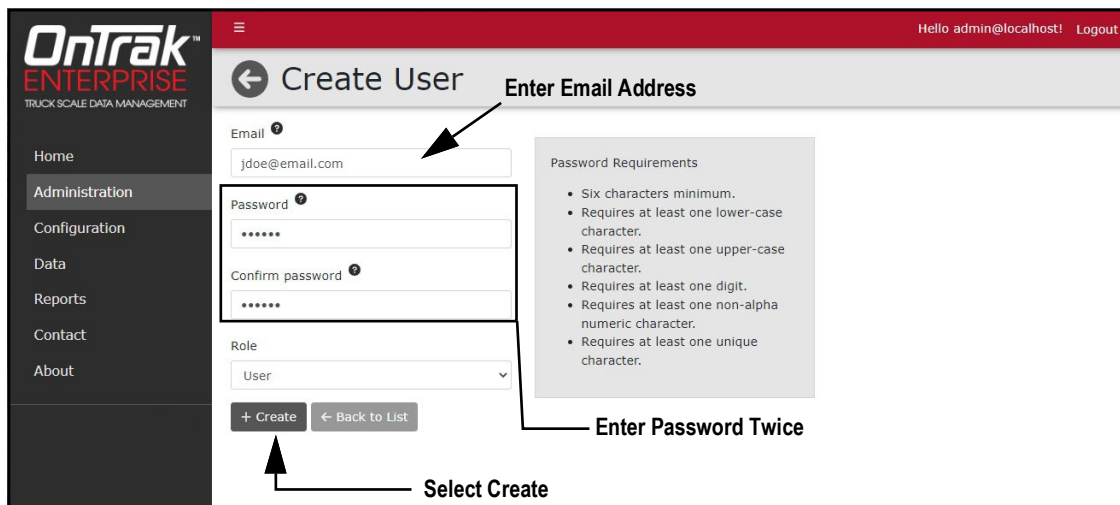 OnTrak™
ENTERPRISE
TRUCK SCALE DATA MANAGEMENT
Home
Administration
Configuration
Data
Reports
Contact
About
Hello admin@localhost! Logout
Create User
Enter Email Address
Email
jdoe@email.com
Password
••••••
Confirm password
••••••
Role
User
+ Create
← Back to List
Password Requirements
• Six characters minimum.
• Requires at least one lower-case
character.
• Requires at least one upper-case
character.
• Requires at least one digit.
• Requires at least one non-alpha
numeric character.
• Requires at least one unique
character.
Enter Password Twice
Select Create